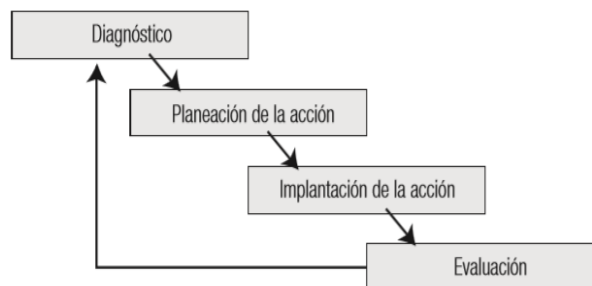 Diagnóstico
Planeación de la acción
Implantación de la acción
Evaluación